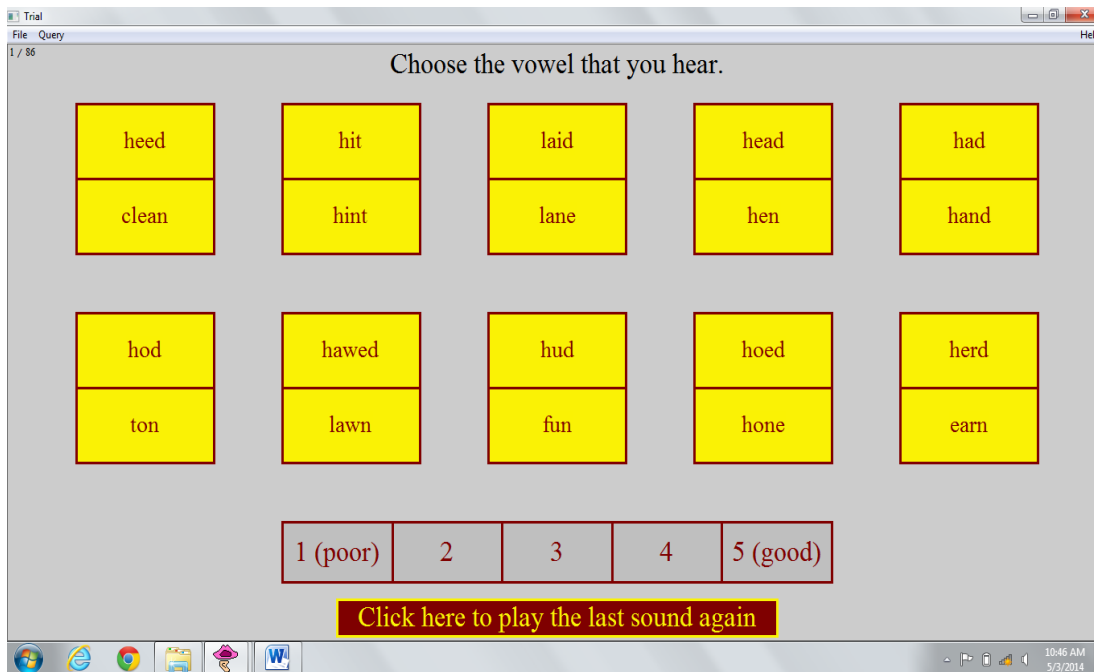 Trial
File Query Hel
1 / 86
Choose the vowel that you hear.
heed hit laid head had
clean hint lane hen hand
hod hawed hud hoed herd
ton lawn fun hone earn
1 (poor) 2 3 4 5 (good)
Click here to play the last sound again
10:46 AM
5/3/2014